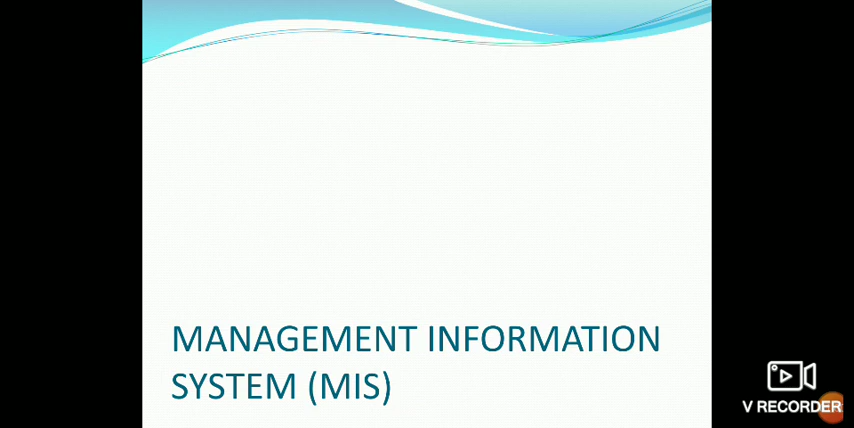 MANAGEMENT INFORMATION
SYSTEM (MIS)
V RECORDER